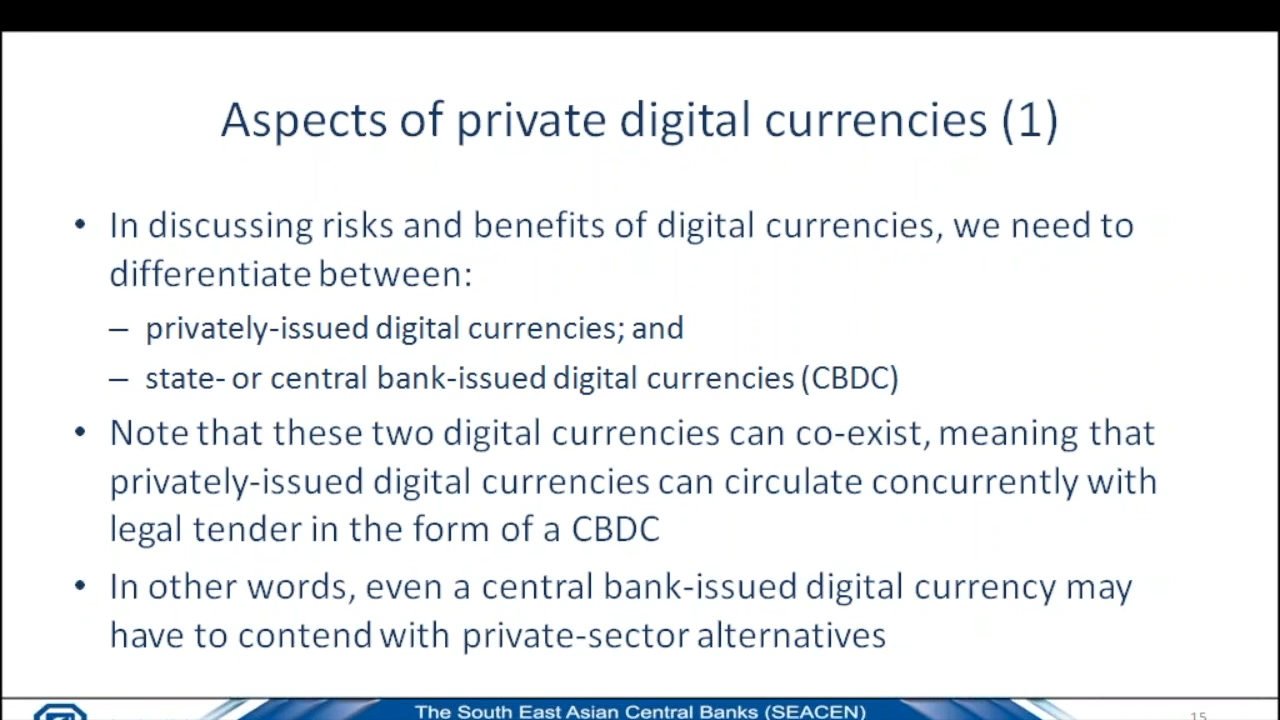 Aspects of private digital currencies (1)
• In discussing risks and benefits of digital currencies, we need to
differentiate between:
– privately-issued digital currencies; and
– state- or central bank-issued digital currencies (CBDC)
• Note that these two digital currencies can co-exist, meaning that
privately-issued digital currencies can circulate concurrently with
legal tender in the form of a CBDC
• In other words, even a central bank-issued digital currency may
have to contend with private-sector alternatives
The South East Asian Central Banks (SEACEN)
15